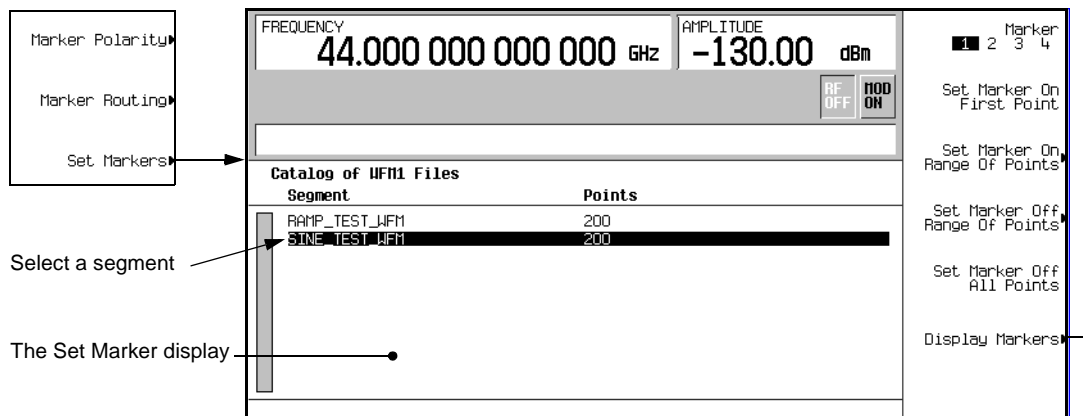 Marker Polarity
Marker Routing
Set Markers
Select a segment
The Set Marker display
FREQUENCY
44.000 000 000 000 GHz
AMPLITUDE
-130.00 dBm
RF OFF
MOD ON
Catalog of WFM1 Files
Segment Points
RAMP_TEST_WFM 200
SINE_TEST_WFM 200
Marker
1 2 3 4
Set Marker On
First Point
Set Marker On
Range Of Points
Set Marker Off
Range Of Points
Set Marker Off
All Points
Display Markers